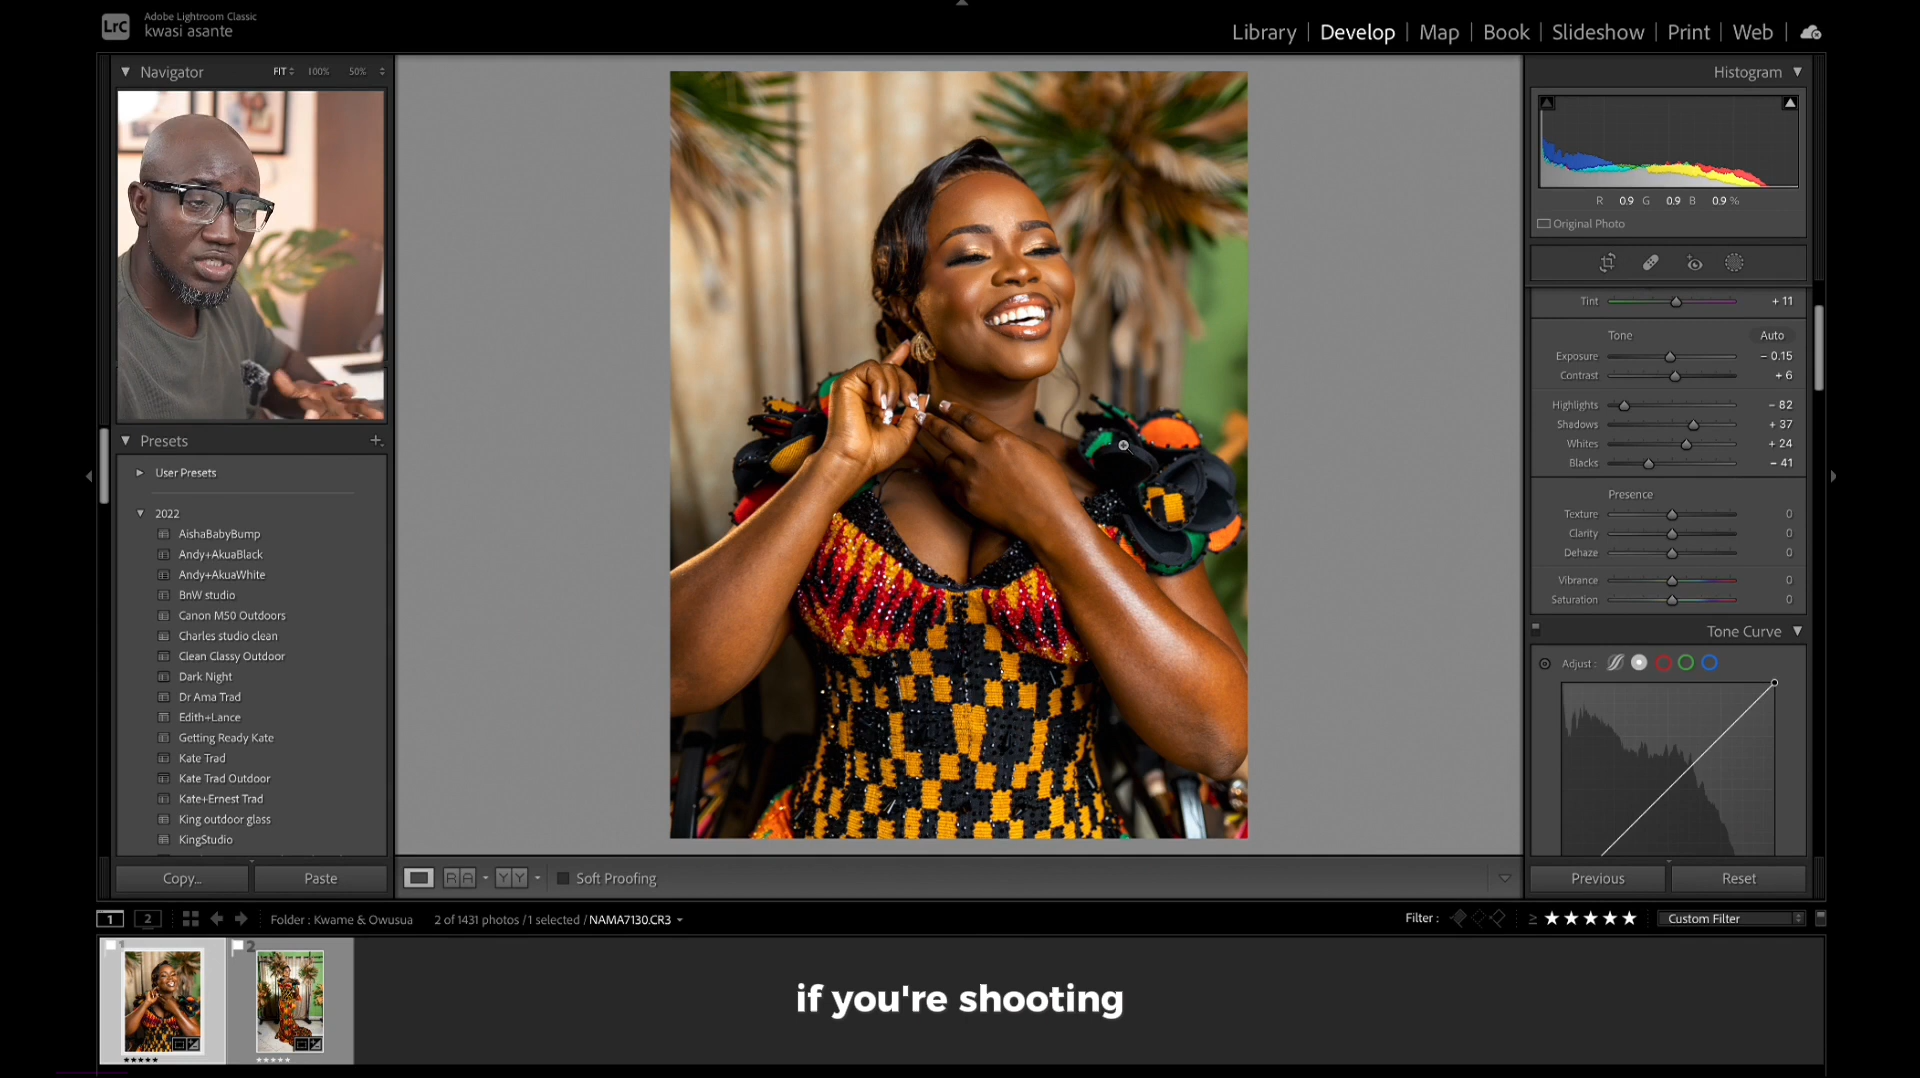 LrC
Adobe Lightroom Classic
kwasi asante
Library | Develop | Map | Book | Slideshow | Print | Web
Navigator FIT 100% 50%
Presets
User Presets
2022
AishaBabyBump
Andy+AkuaBlack
Andy+AkuaWhite
BnW studio
Canon M50 Outdoors
Charles studio clean
Clean Classy Outdoor
Dark Night
Dr Ama Trad
Edith+Lance
Getting Ready Kate
Kate Trad
Kate Trad Outdoor
Kate+Ernest Trad
King outdoor glass
KingStudio
Copy... Paste
R A Y Y Soft Proofing
Histogram
R 0.9 G 0.9 B 0.9 %
Original Photo
Tint + 11
Tone Auto
Exposure - 0.15
Contrast + 6
Highlights - 82
Shadows + 37
Whites + 24
Blacks - 41
Presence
Texture 0
Clarity 0
Dehaze 0
Vibrance 0
Saturation 0
Tone Curve
Adjust :
Previous Reset
1 2 Folder : Kwame & Owusua 2 of 1431 photos / 1 selected / NAMA7130.CR3 Filter : ≥ ★★★★★ Custom Filter
1 2
★★★★★ ★★★★★
if you're shooting